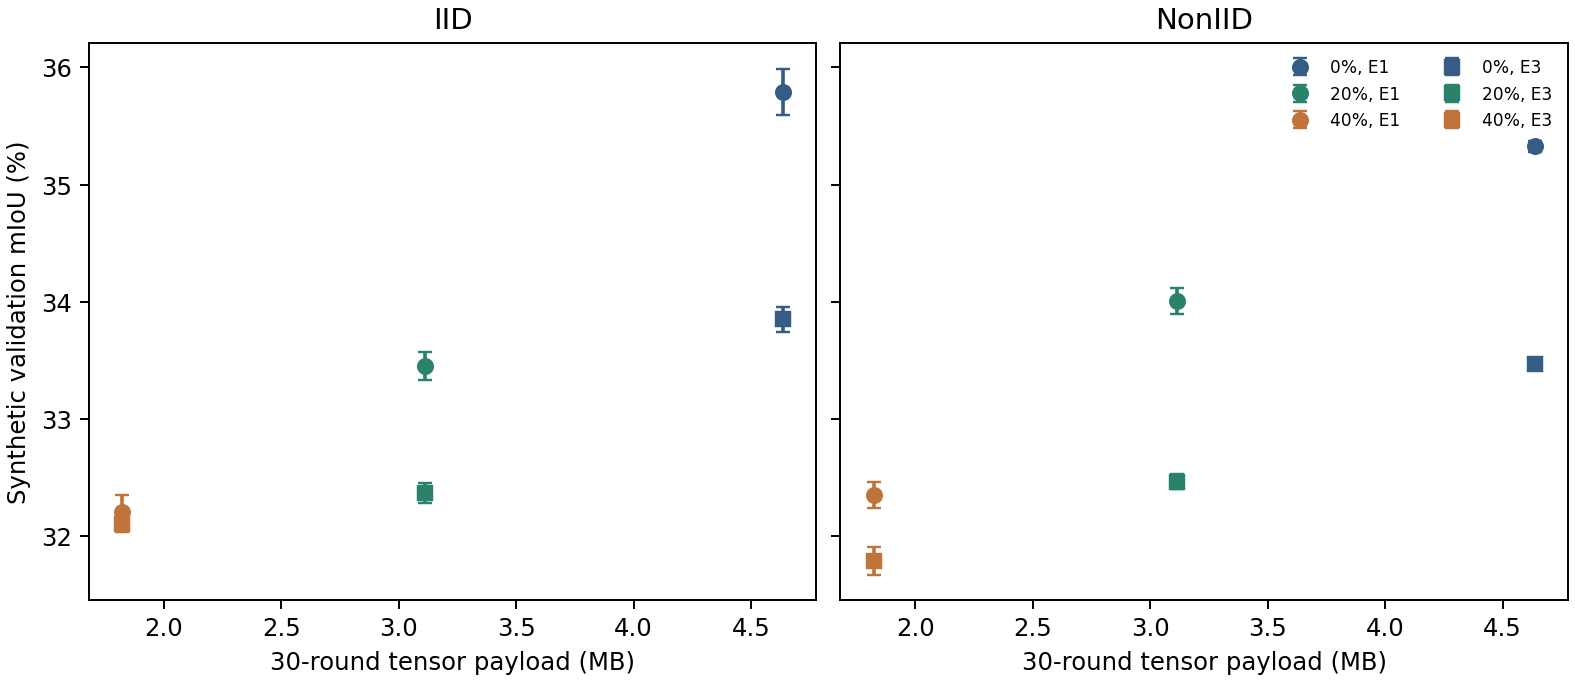 IID
NonIID
Synthetic validation mIoU (%)
36
35
34
33
32
0%, E1
0%, E3
20%, E1
20%, E3
40%, E1
40%, E3
2.0 2.5 3.0 3.5 4.0 4.5
2.0 2.5 3.0 3.5 4.0 4.5
30-round tensor payload (MB)
30-round tensor payload (MB)